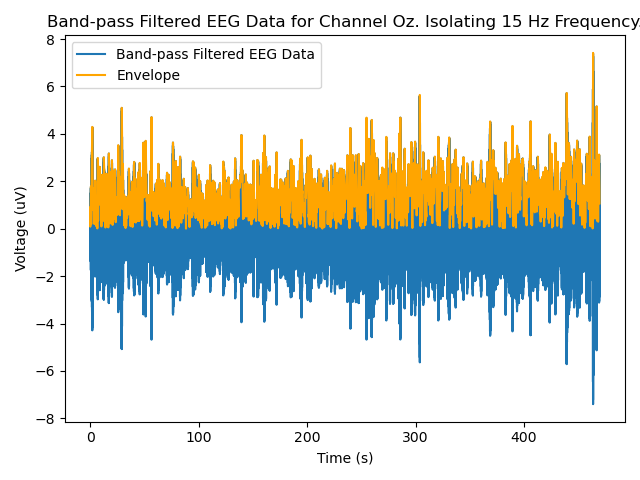 Band-pass Filtered EEG Data for Channel Oz. Isolating 15 Hz Frequency.
Band-pass Filtered EEG Data
Envelope
8
6
4
2
0
−2
−4
−6
−8
Voltage (uV)
0 100 200 300 400
Time (s)